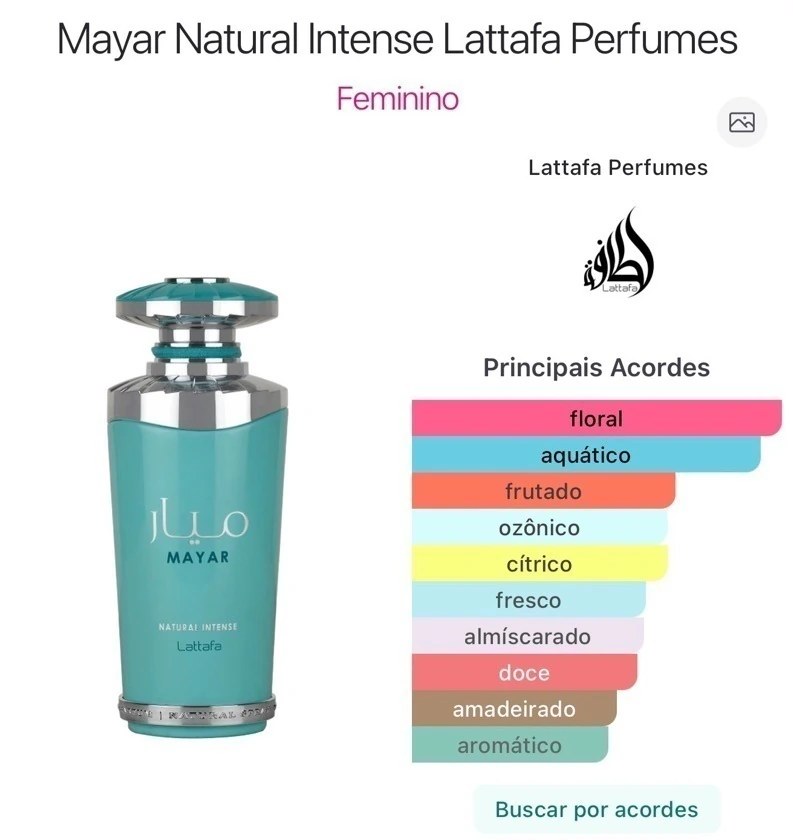 Mayar Natural Intense Lattafa Perfumes
Feminino
Lattafa Perfumes
لطافة
Lattafa
Principais Acordes
floral
aquático
frutado
ozônico
cítrico
fresco
almíscarado
doce
amadeirado
aromático
Buscar por acordes
ميار
MAYAR
NATURAL INTENSE
Lattafa